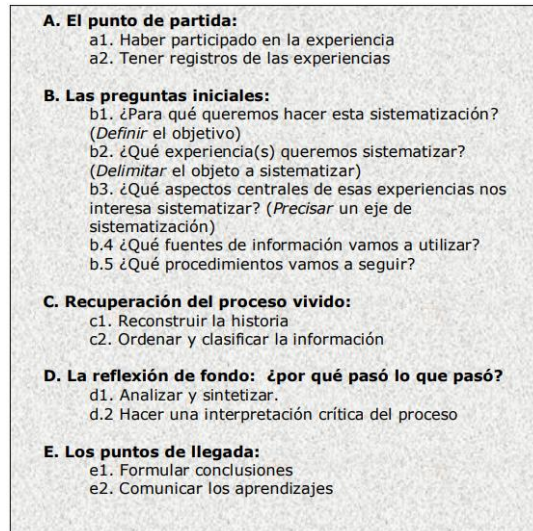 A. El punto de partida:
a1. Haber participado en la experiencia
a2. Tener registros de las experiencias
B. Las preguntas iniciales:
b1. ¿Para qué queremos hacer esta sistematización?
(Definir el objetivo)
b2. ¿Qué experiencia(s) queremos sistematizar?
(Delimitar el objeto a sistematizar)
b3. ¿Qué aspectos centrales de esas experiencias nos
interesa sistematizar? (Precisar un eje de
sistematización)
b.4 ¿Qué fuentes de información vamos a utilizar?
b.5 ¿Qué procedimientos vamos a seguir?
C. Recuperación del proceso vivido:
c1. Reconstruir la historia
c2. Ordenar y clasificar la información
D. La reflexión de fondo: ¿por qué pasó lo que pasó?
d1. Analizar y sintetizar.
d.2 Hacer una interpretación crítica del proceso
E. Los puntos de llegada:
e1. Formular conclusiones
e2. Comunicar los aprendizajes